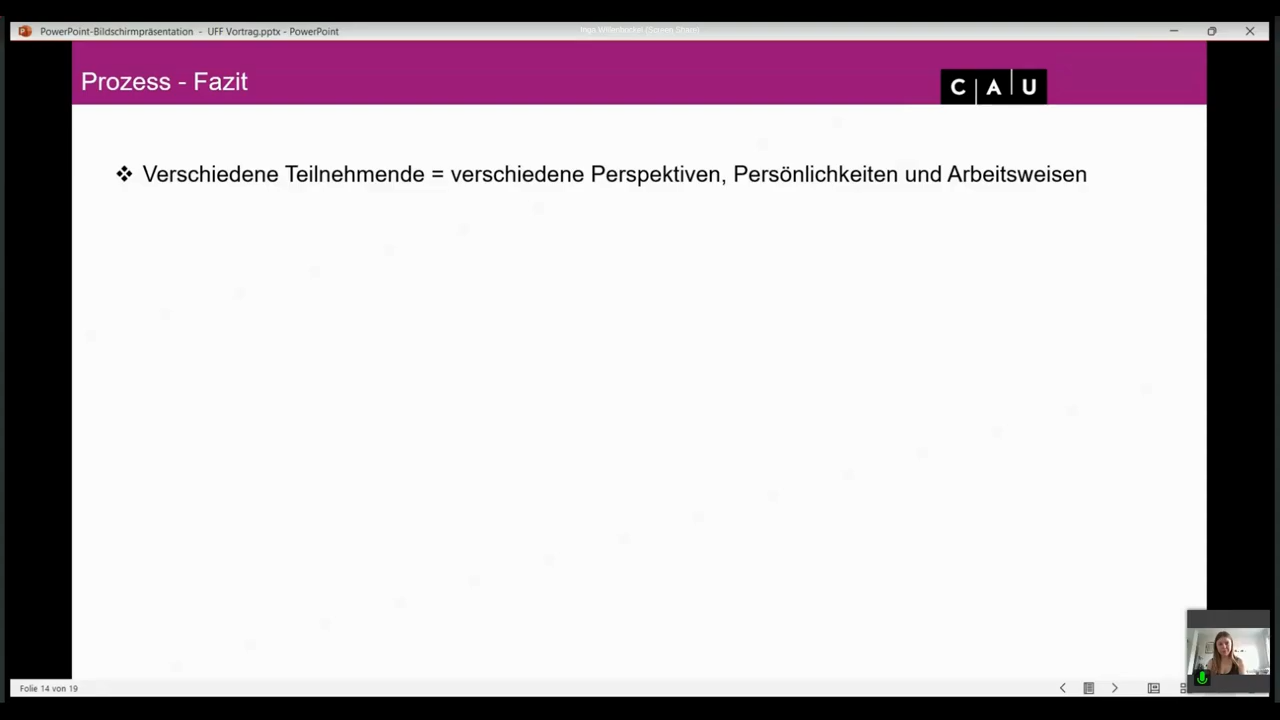 PowerPoint-Bildschirmpräsentation - UFF Vortrag.pptx - PowerPoint
Prozess - Fazit
CAU
❖ Verschiedene Teilnehmende = verschiedene Perspektiven, Persönlichkeiten und Arbeitsweisen
Folie 14 von 19